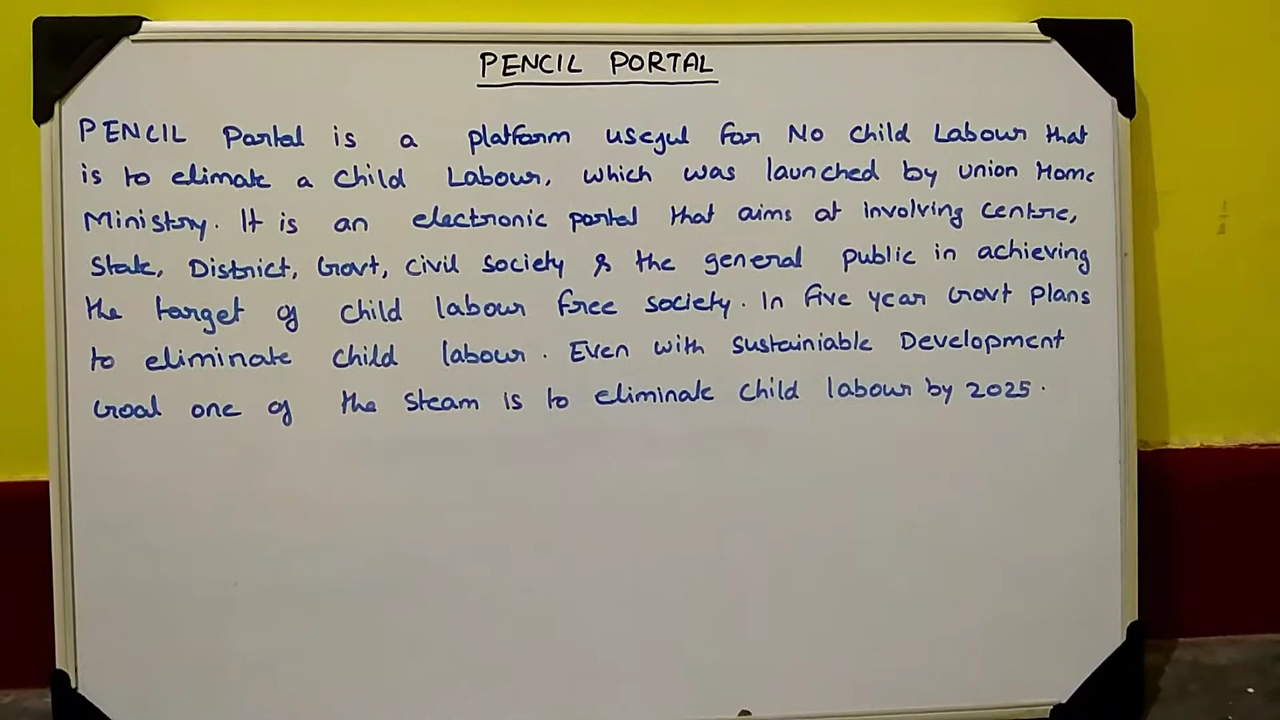 PENCIL PORTAL
PENCIL Portal is a platform useful for No Child Labour that
is to elimate a Child Labour, which was launched by union Home
Ministry. It is an electronic portal that aims at involving centre,
State, District, Govt, civil society & the general public in achieving
the target of child labour free society. In five year Govt plans
to eliminate child labour. Even with sustainiable Development
Goal one of the steam is to eliminate child labour by 2025.